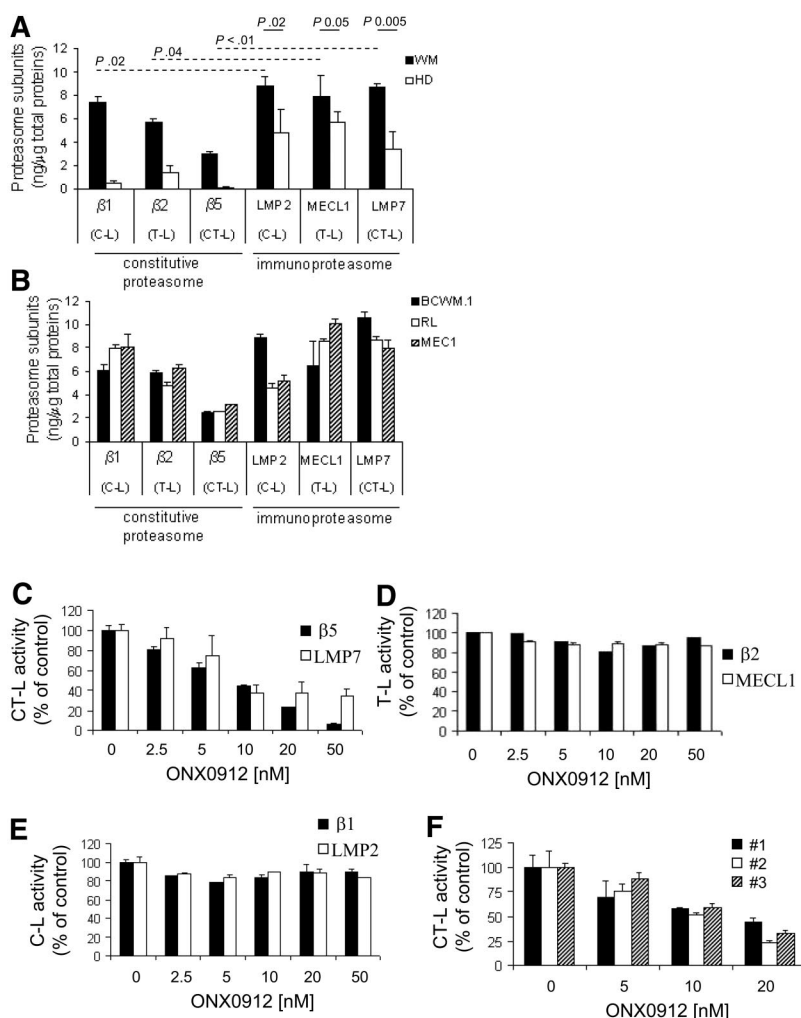 A
P .02
P 0.05
P 0.005
P < .01
P .04
P .02
WM
HD
Proteasome subunits
(ng/μg total proteins)
12
10
8
6
4
2
0
β1 β2 β5 LMP2 MECL1 LMP7
(C-L) (T-L) (CT-L) (C-L) (T-L) (CT-L)
constitutive
proteasome
immunoproteasome
B
BCWM.1
RL
MEC1
Proteasome subunits
(ng/μg total proteins)
12
10
8
6
4
2
0
β1 β2 β5 LMP2 MECL1 LMP7
(C-L) (T-L) (CT-L) (C-L) (T-L) (CT-L)
constitutive
proteasome
immunoproteasome
C
CT-L activity
(% of control)
120
100
80
60
40
20
0
β5
LMP7
0 2.5 5 10 20 50
ONX0912 [nM]
D
T-L activity
(% of control)
120
100
80
60
40
20
0
β2
MECL1
0 2.5 5 10 20 50
ONX0912 [nM]
E
C-L activity
(% of control)
120
100
80
60
40
20
0
β1
LMP2
0 2.5 5 10 20 50
ONX0912 [nM]
F
CT-L activity
(% of control)
125
100
75
50
25
0
#1
#2
#3
0 5 10 20
ONX0912 [nM]